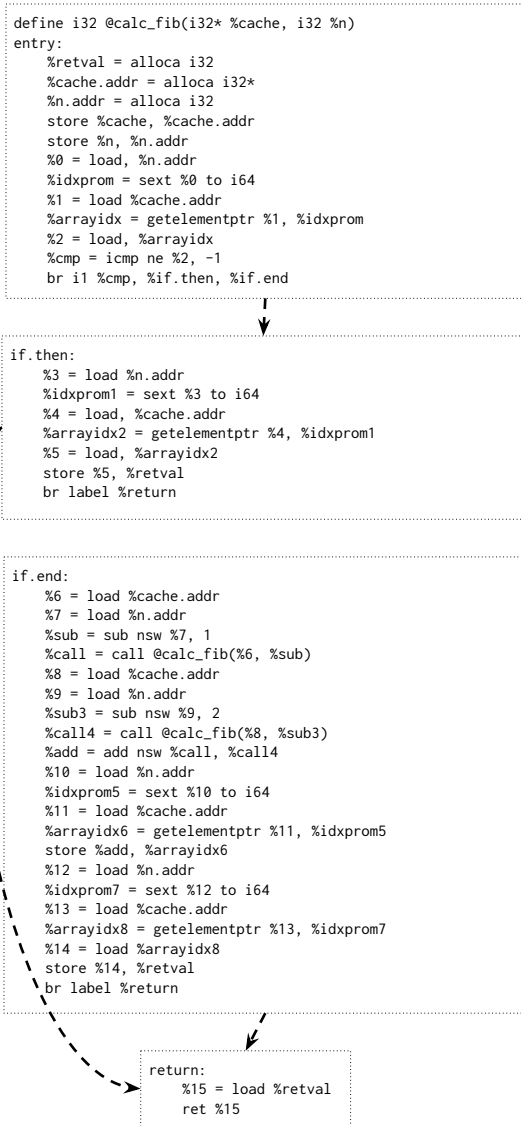 define i32 @calc_fib(i32* %cache, i32 %n)
entry:
%retval = alloca i32
%cache.addr = alloca i32*
%n.addr = alloca i32
store %cache, %cache.addr
store %n, %n.addr
%0 = load, %n.addr
%idxprom = sext %0 to i64
%1 = load %cache.addr
%arrayidx = getelementptr %1, %idxprom
%2 = load, %arrayidx
%cmp = icmp ne %2, -1
br i1 %cmp, %if.then, %if.end
if.then:
%3 = load %n.addr
%idxprom1 = sext %3 to i64
%4 = load, %cache.addr
%arrayidx2 = getelementptr %4, %idxprom1
%5 = load, %arrayidx2
store %5, %retval
br label %return
if.end:
%6 = load %cache.addr
%7 = load %n.addr
%sub = sub nsw %7, 1
%call = call @calc_fib(%6, %sub)
%8 = load %cache.addr
%9 = load %n.addr
%sub3 = sub nsw %9, 2
%call4 = call @calc_fib(%8, %sub3)
%add = add nsw %call, %call4
%10 = load %n.addr
%idxprom5 = sext %10 to i64
%11 = load %cache.addr
%arrayidx6 = getelementptr %11, %idxprom5
store %add, %arrayidx6
%12 = load %n.addr
%idxprom7 = sext %12 to i64
%13 = load %cache.addr
%arrayidx8 = getelementptr %13, %idxprom7
%14 = load %arrayidx8
store %14, %retval
br label %return
return:
%15 = load %retval
ret %15